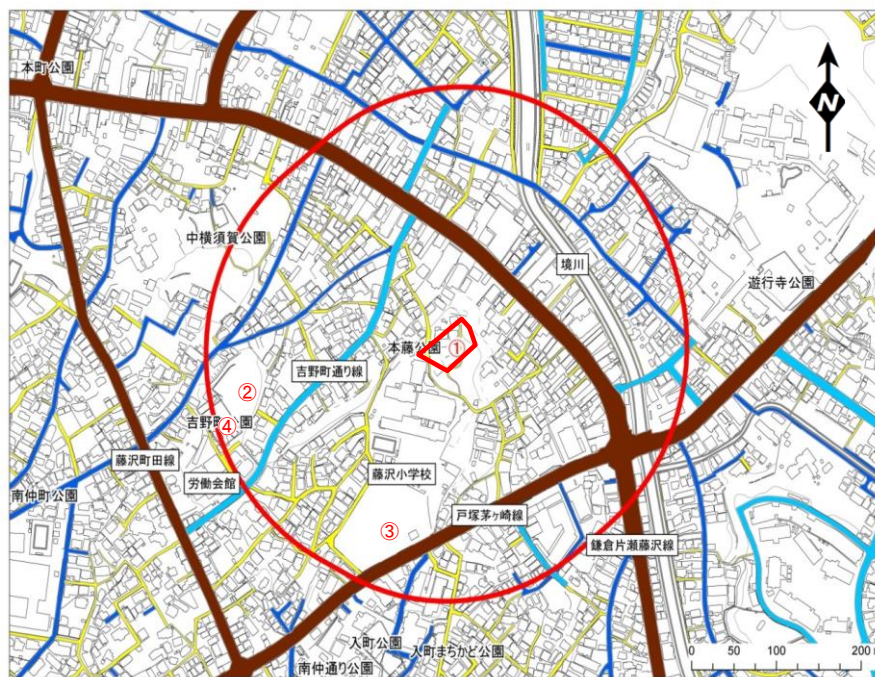 本町公園
N
中横須賀公園
境川
遊行寺公園
本藤公園
①
吉野町通り線
②
吉野町公園
④
藤沢町田線
労働会館
藤沢小学校
南仲町公園
③
戸塚茅ヶ崎線
鎌倉片瀬藤沢線
入町公園
入町まちかど公園
南仲通り公園
0 50 100 200 m